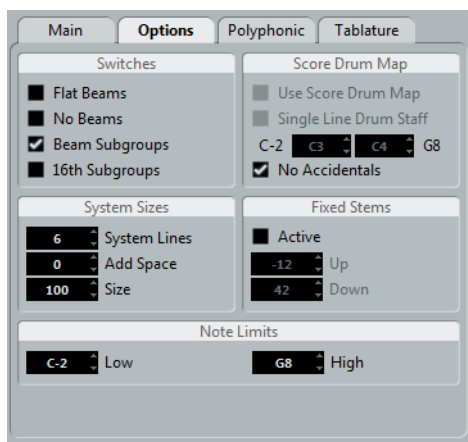 Main Options Polyphonic Tablature
Switches
Flat Beams
No Beams
Beam Subgroups
16th Subgroups
Score Drum Map
Use Score Drum Map
Single Line Drum Staff
C-2 C3 C4 G8
No Accidentals
System Sizes
6 System Lines
0 Add Space
100 Size
Fixed Stems
Active
-12 Up
42 Down
Note Limits
C-2 Low G8 High